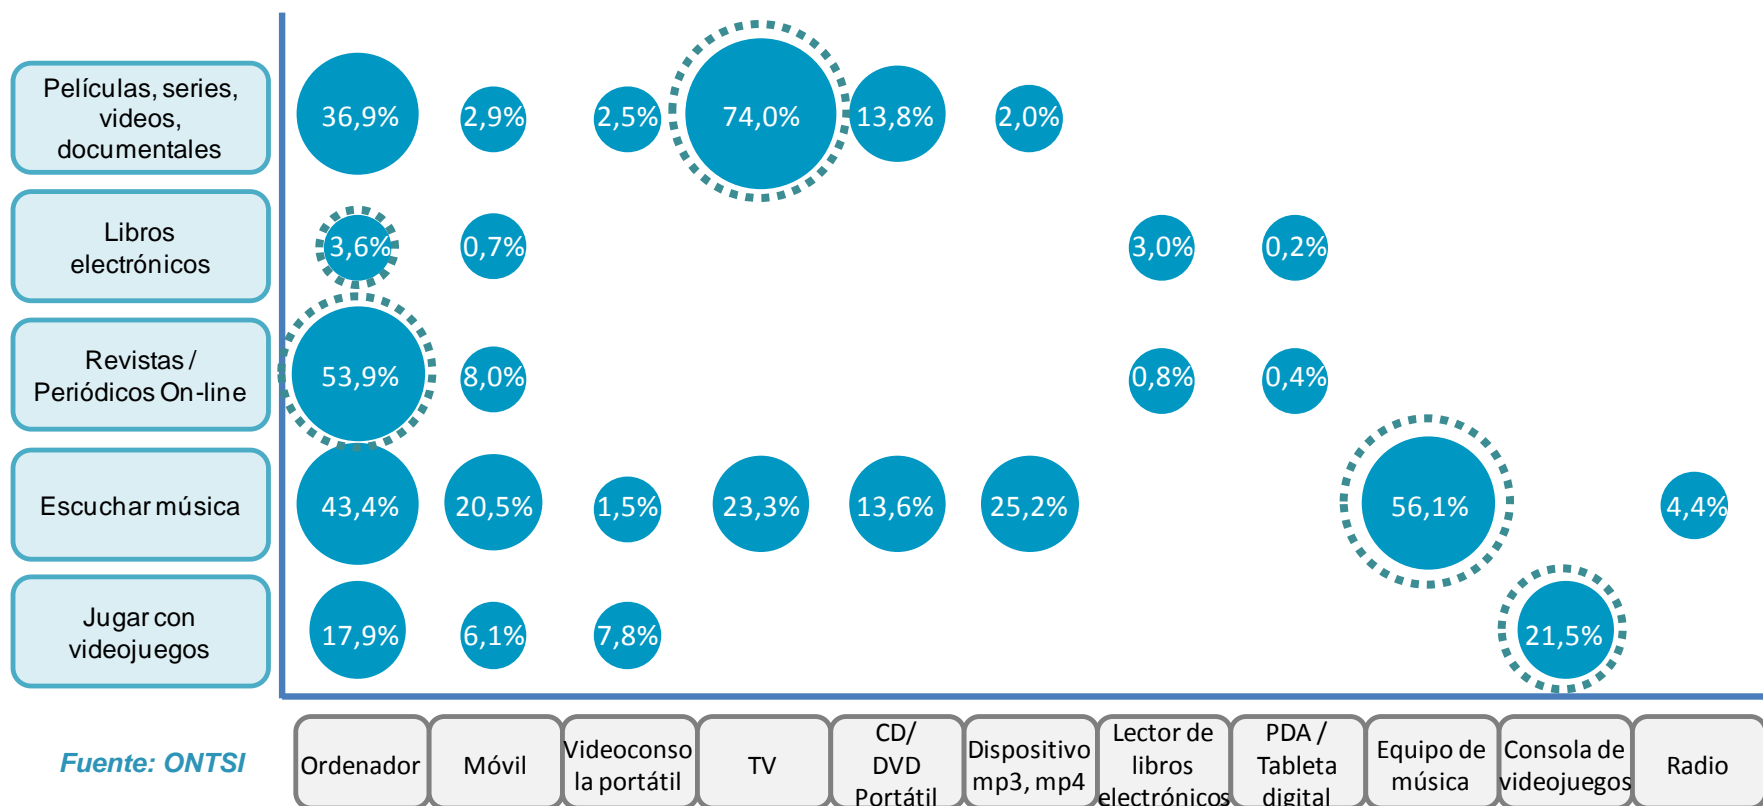 Películas, series,
videos,
documentales
36,9%
2,9%
2,5%
74,0%
13,8%
2,0%
Libros
electrónicos
3,6%
0,7%
3,0%
0,2%
Revistas /
Periódicos On-line
53,9%
8,0%
0,8%
0,4%
Escuchar música
43,4%
20,5%
1,5%
23,3%
13,6%
25,2%
56,1%
4,4%
Jugar con
videojuegos
17,9%
6,1%
7,8%
21,5%
Fuente: ONTSI
Ordenador
Móvil
Videoconso
la portátil
TV
CD/
DVD
Portátil
Dispositivo
mp3, mp4
Lector de
libros
electrónicos
PDA /
Tableta
digital
Equipo de
música
Consola de
videojuegos
Radio